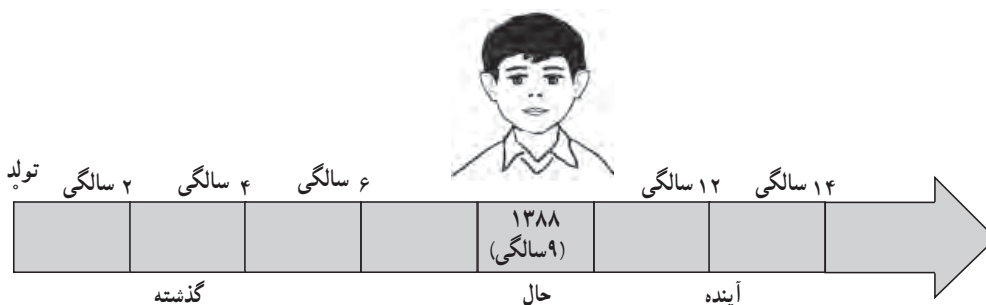 تولد
۲ سالگی
۴ سالگی
۶ سالگی
۱۲ سالگی
۱۴ سالگی
۱۳۸۸
(۹سالگی)
گذشته
حال
آینده